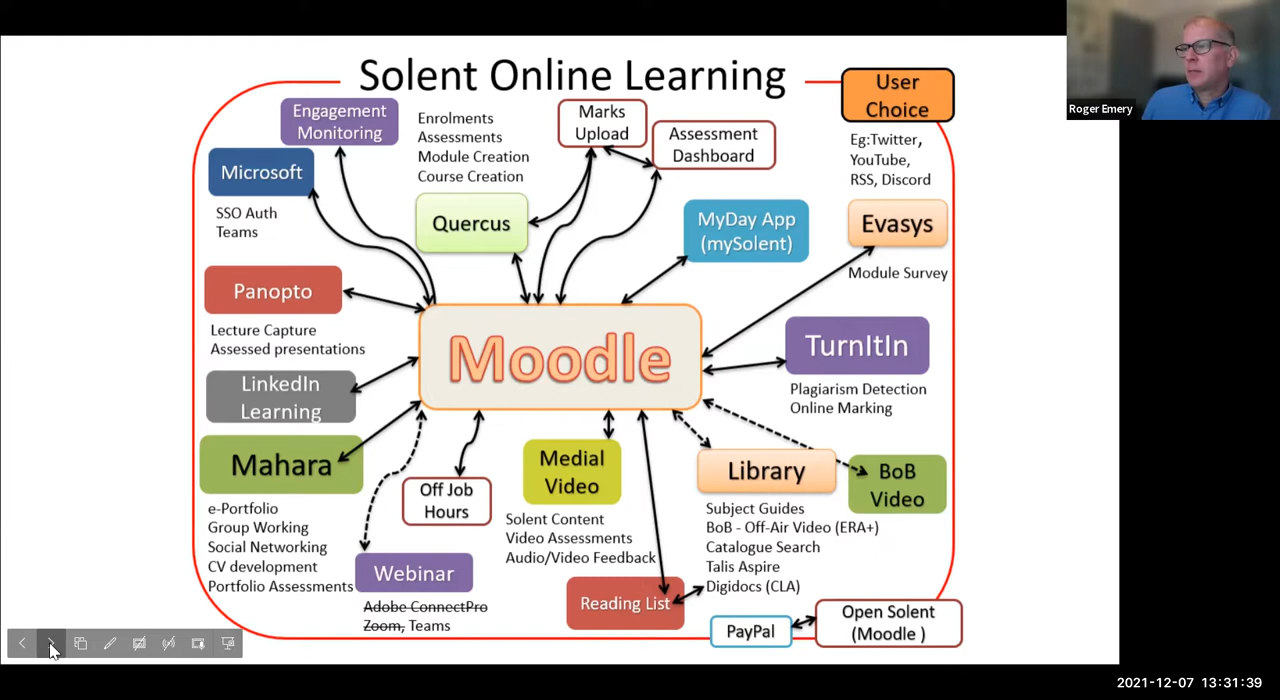 Solent Online Learning
User
Choice
Eg:Twitter,
YouTube,
RSS, Discord
Engagement
Monitoring
Enrolments
Assessments
Module Creation
Course Creation
Marks
Upload
Assessment
Dashboard
Microsoft
SSO Auth
Teams
Quercus
MyDay App
(mySolent)
Evasys
Module Survey
Panopto
Lecture Capture
Assessed presentations
Moodle
TurnItIn
Plagiarism Detection
Online Marking
LinkedIn
Learning
Mahara
e-Portfolio
Group Working
Social Networking
CV development
Portfolio Assessments
Off Job
Hours
Medial
Video
Solent Content
Video Assessments
Audio/Video Feedback
Library
Subject Guides
BoB - Off-Air Video (ERA+)
Catalogue Search
Talis Aspire
Digidocs (CLA)
BoB
Video
Webinar
Adobe ConnectPro
Zoom, Teams
Reading List
PayPal
Open Solent
(Moodle )
Roger Emery
2021-12-07 13:31:39